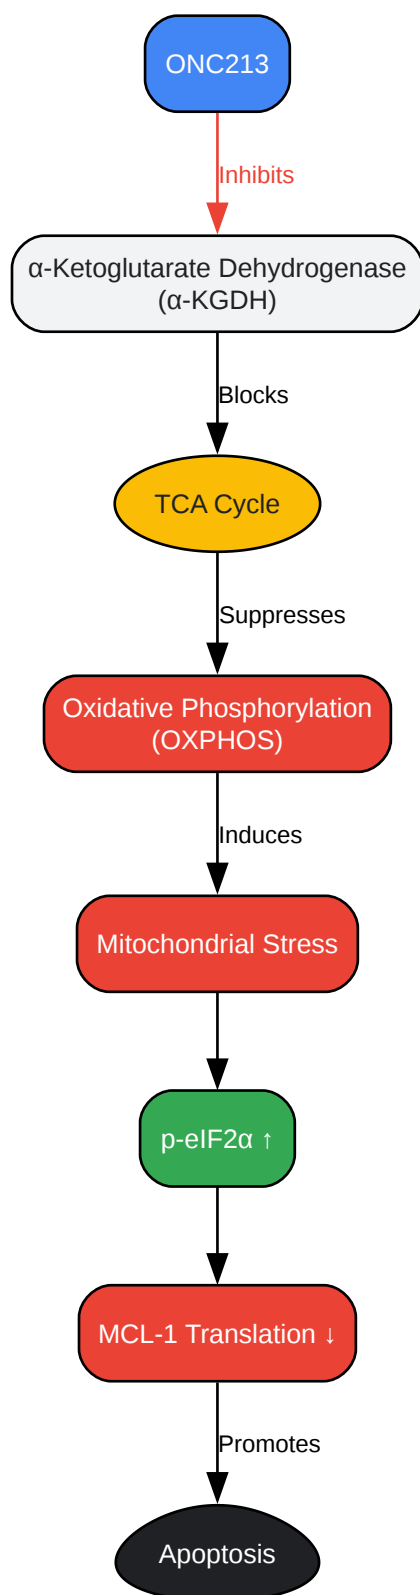 ONC213
Inhibits
α-Ketoglutarate Dehydrogenase
(α-KGDH)
Blocks
TCA Cycle
Suppresses
Oxidative Phosphorylation
(OXPHOS)
Induces
Mitochondrial Stress
p-eIF2α ↑
MCL-1 Translation ↓
Promotes
Apoptosis